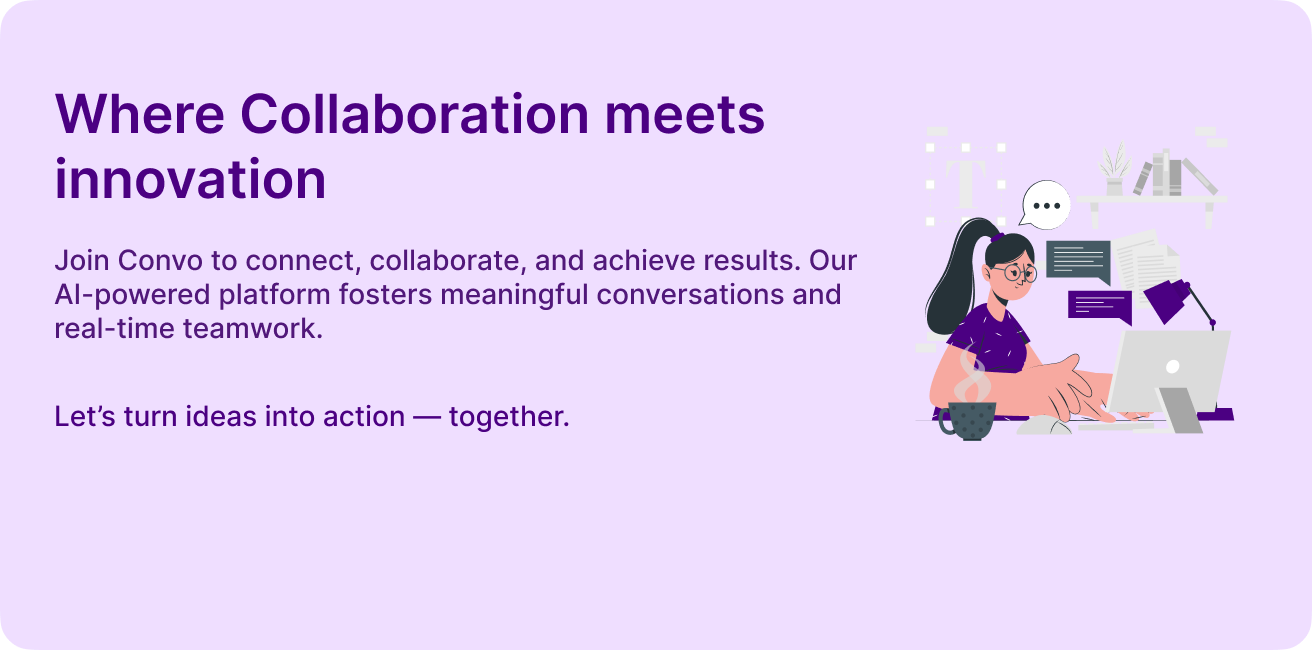 Where Collaboration meets
innovation
Join Convo to connect, collaborate, and achieve results. Our
AI-powered platform fosters meaningful conversations and
real-time teamwork.
Let’s turn ideas into action — together.
T